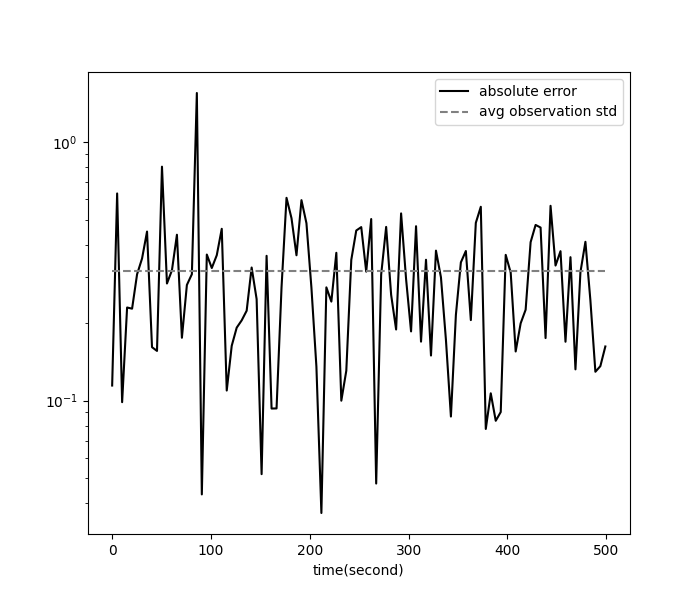 absolute error
avg observation std
10⁰
10⁻¹
0 100 200 300 400 500
time(second)